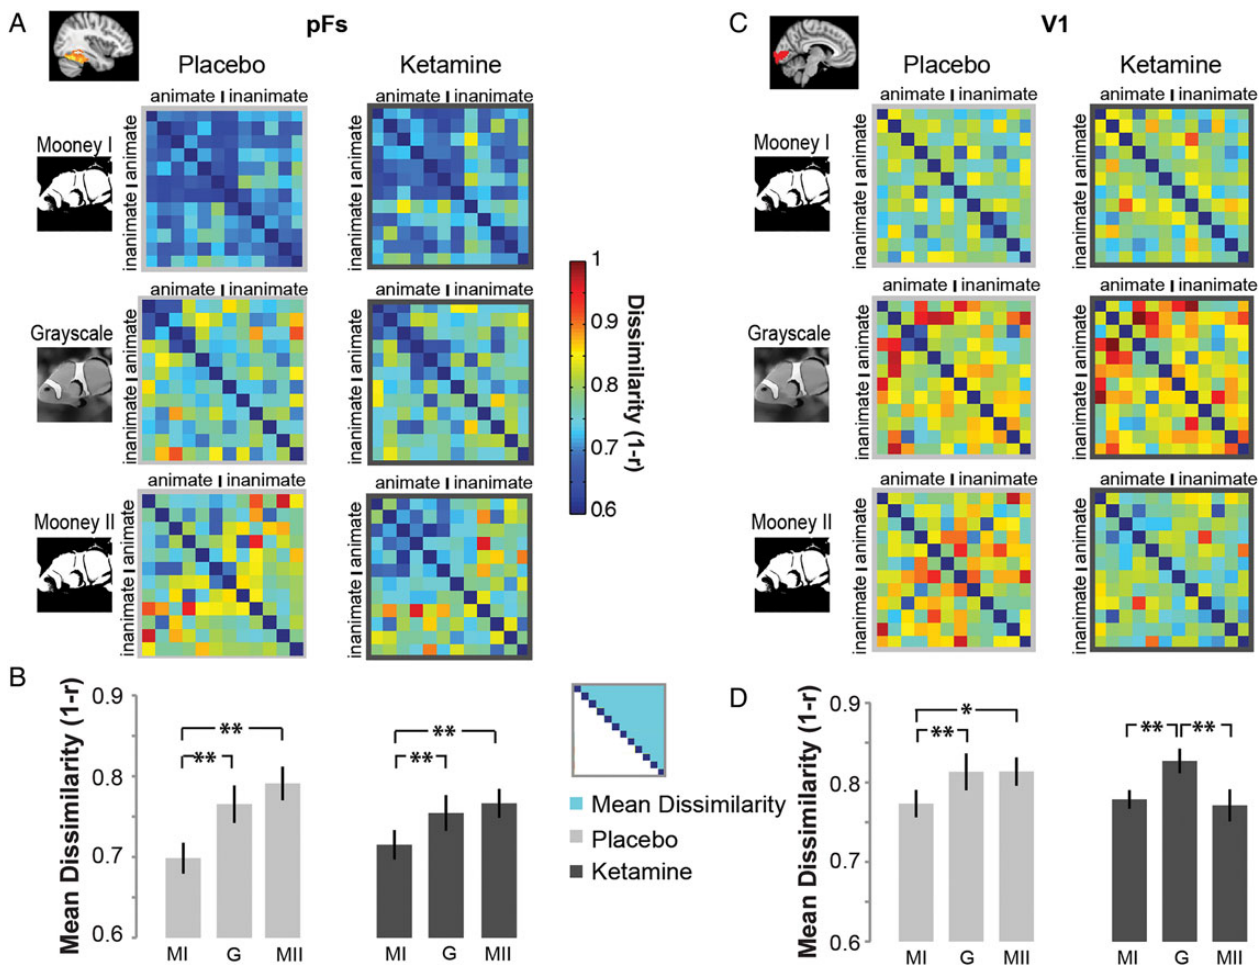 A
pFs
Placebo
Ketamine
animate I inanimate
animate I inanimate
Mooney I
inanimate I animate
inanimate I animate
animate I inanimate
animate I inanimate
Grayscale
inanimate I animate
inanimate I animate
animate I inanimate
animate I inanimate
Mooney II
inanimate I animate
inanimate I animate
1
0.9
0.8
0.7
0.6
Dissimilarity (1-r)
C
V1
Placebo
Ketamine
animate I inanimate
animate I inanimate
Mooney I
inanimate I animate
inanimate I animate
animate I inanimate
animate I inanimate
Grayscale
inanimate I animate
inanimate I animate
animate I inanimate
animate I inanimate
Mooney II
inanimate I animate
inanimate I animate
B
Mean Dissimilarity (1-r)
0.9
0.8
0.7
0.6
**
**
**
**
MI G MII
MI G MII
Mean Dissimilarity
Placebo
Ketamine
D
Mean Dissimilarity (1-r)
0.9
0.8
0.7
0.6
*
**
** **
MI G MII
MI G MII